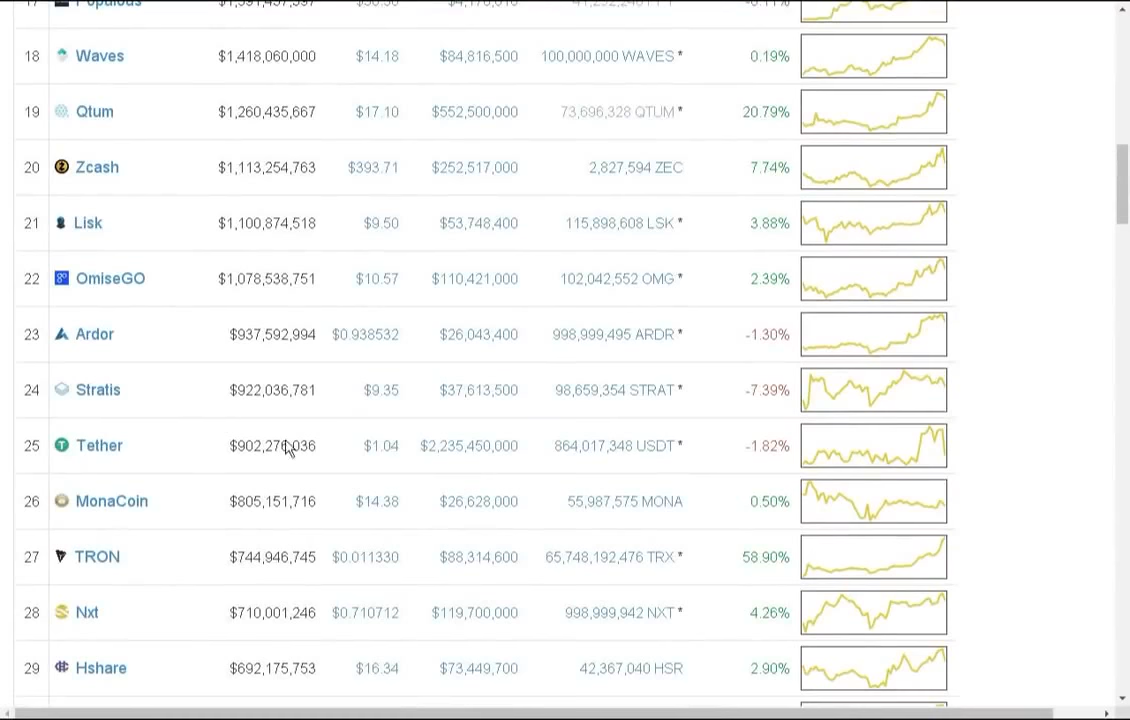 17 Populous $1,391,437,397 $4,170,010
18 Waves $1,418,060,000 $14.18 $84,816,500 100,000,000 WAVES * 0.19%
19 Qtum $1,260,435,667 $17.10 $552,500,000 73,696,328 QTUM * 20.79%
20 Zcash $1,113,254,763 $393.71 $252,517,000 2,827,594 ZEC 7.74%
21 Lisk $1,100,874,518 $9.50 $53,748,400 115,898,608 LSK * 3.88%
22 OmiseGO $1,078,538,751 $10.57 $110,421,000 102,042,552 OMG * 2.39%
23 Ardor $937,592,994 $0.938532 $26,043,400 998,999,495 ARDR * -1.30%
24 Stratis $922,036,781 $9.35 $37,613,500 98,659,354 STRAT * -7.39%
25 Tether $902,276,036 $1.04 $2,235,450,000 864,017,348 USDT * -1.82%
26 MonaCoin $805,151,716 $14.38 $26,628,000 55,987,575 MONA 0.50%
27 TRON $744,946,745 $0.011330 $88,314,600 65,748,192,476 TRX * 58.90%
28 Nxt $710,001,246 $0.710712 $119,700,000 998,999,942 NXT * 4.26%
29 Hshare $692,175,753 $16.34 $73,449,700 42,367,040 HSR 2.90%